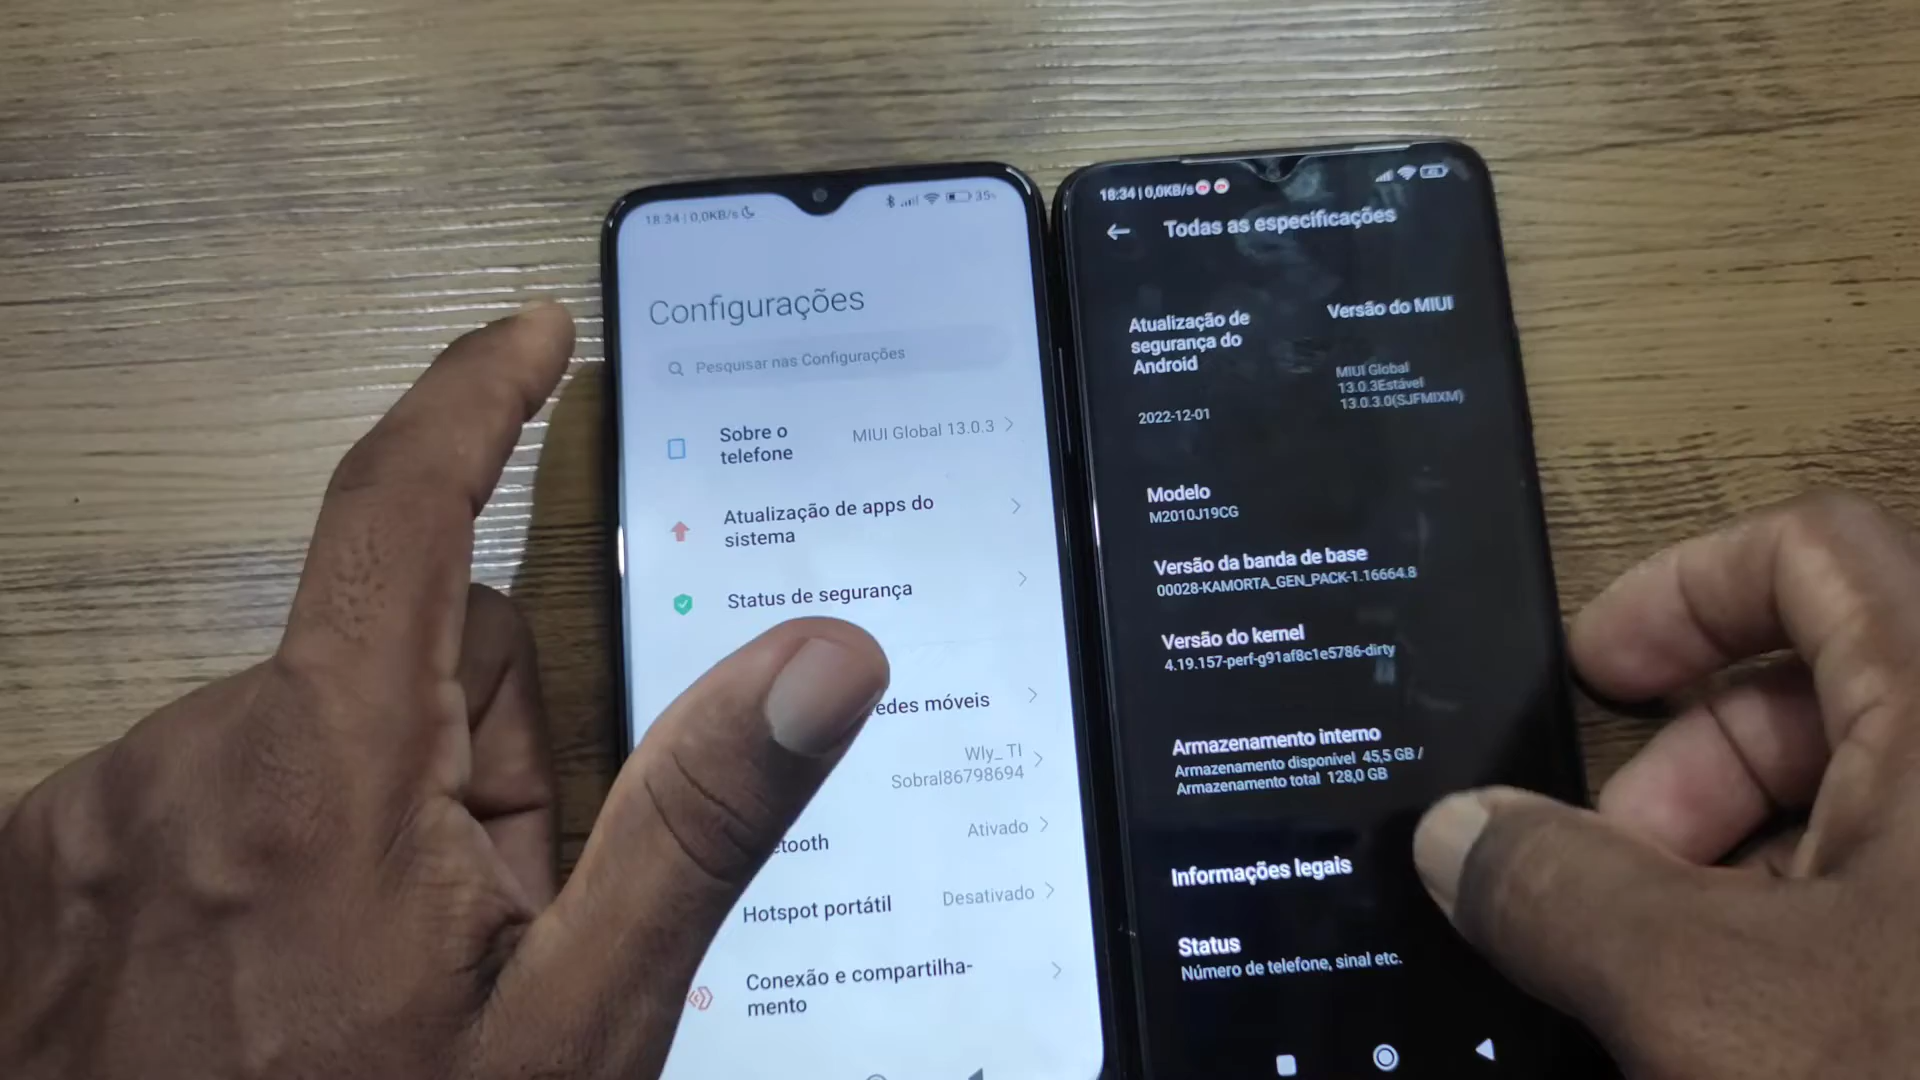 18:34 | 0,0KB/s
35%
Configurações
Pesquisar nas Configurações
Sobre o
telefone
MIUI Global 13.0.3
Atualização de apps do
sistema
Status de segurança
edes móveis
Wly_TI
Sobral86798694
etooth
Ativado
Hotspot portátil
Desativado
Conexão e compartilha-
mento
18:34 | 0,0KB/s
Todas as especificações
Atualização de
segurança do
Android
2022-12-01
Versão do MIUI
MIUI Global
13.0.3Estável
13.0.3.0(SJFMIXM)
Modelo
M2010J19CG
Versão da banda de base
00028-KAMORTA_GEN_PACK-1.16664.8
Versão do kernel
4.19.157-perf-g91af8c1e5786-dirty
Armazenamento interno
Armazenamento disponível 45,5 GB /
Armazenamento total 128,0 GB
Informações legais
Status
Número de telefone, sinal etc.